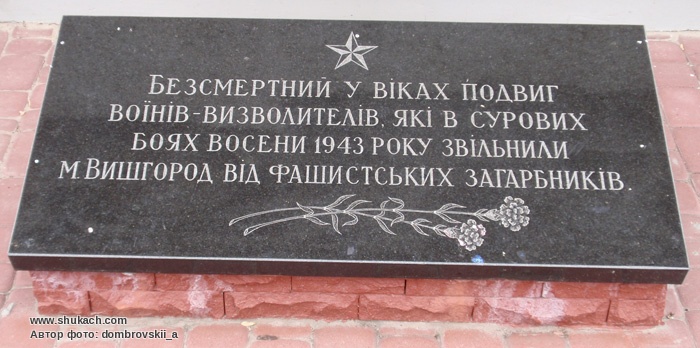 Безсмертний у віках подвиг
воїнів-визволителів, які в сурових
боях восени 1943 року звільнили
м. Вишгород від фашистських загарбників.
www.shukach.com
Автор фото: dombrovskii_a